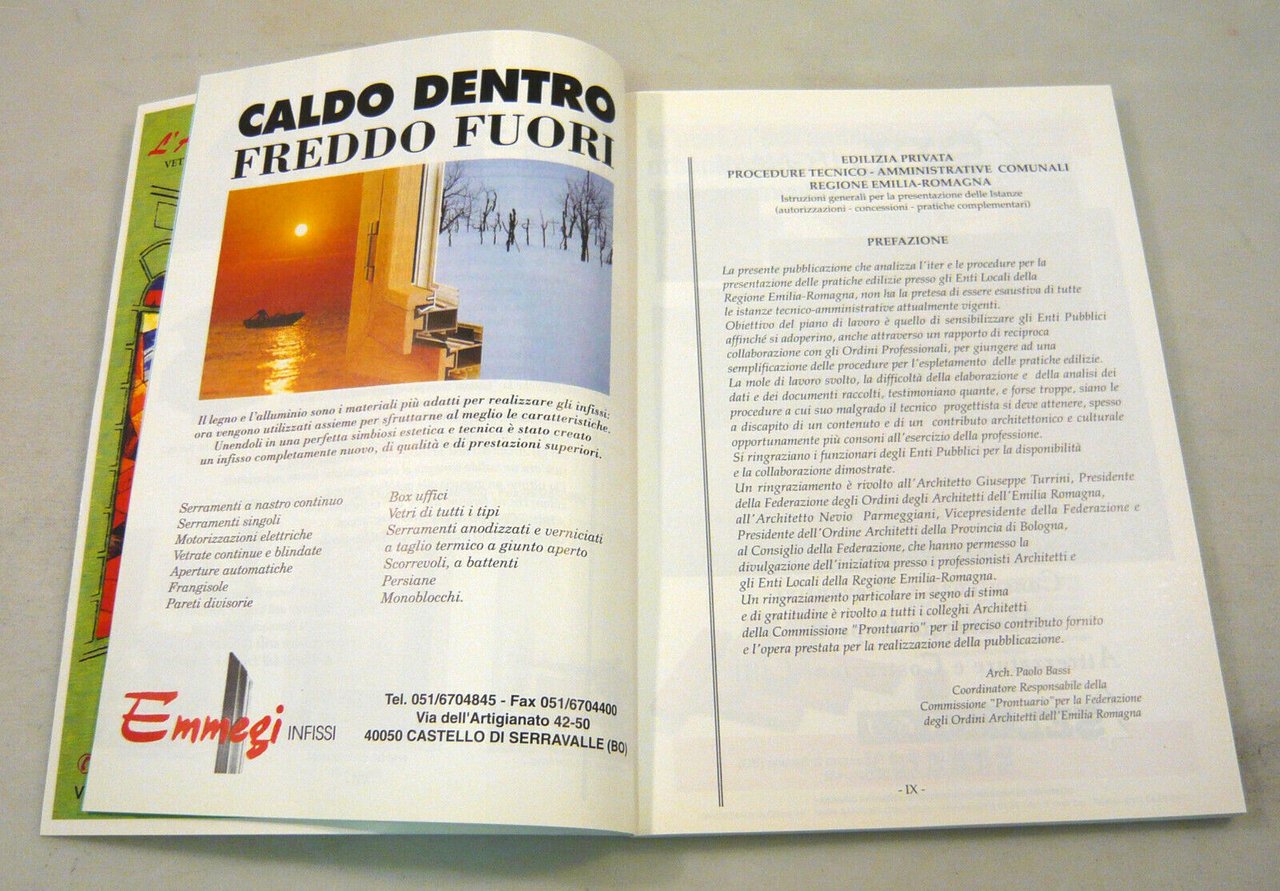 L'
VET
CALDO DENTRO
FREDDO FUORI
Il legno e l'alluminio sono i materiali più adatti per realizzare gli infissi:
ora vengono utilizzati assieme per sfruttarne al meglio le caratteristiche.
Unendoli in una perfetta simbiosi estetica e tecnica è stato creato
un infisso completamente nuovo, di qualità e di prestazioni superiori.
Serramenti a nastro continuo
Serramenti singoli
Motorizzazioni elettriche
Vetrate continue e blindate
Aperture automatiche
Frangisole
Pareti divisorie
Box uffici
Vetri di tutti i tipi
Serramenti anodizzati e verniciati
a taglio termico a giunto aperto
Scorrevoli, a battenti
Persiane
Monoblocchi.
Emmegi INFISSI
Tel. 051/6704845 - Fax 051/6704400
Via dell'Artigianato 42-50
40050 CASTELLO DI SERRAVALLE (BO)
EDILIZIA PRIVATA
PROCEDURE TECNICO - AMMINISTRATIVE COMUNALI
REGIONE EMILIA-ROMAGNA
Istruzioni generali per la presentazione delle Istanze
(autorizzazioni - concessioni - pratiche complementari)
PREFAZIONE
La presente pubblicazione che analizza l'iter e le procedure per la
presentazione delle pratiche edilizie presso gli Enti Locali della
Regione Emilia-Romagna, non ha la pretesa di essere esaustiva di tutte
le istanze tecnico-amministrative attualmente vigenti.
Obiettivo del piano di lavoro è quello di sensibilizzare gli Enti Pubblici
affinché si adoperino, anche attraverso un rapporto di reciproca
collaborazione con gli Ordini Professionali, per giungere ad una
semplificazione delle procedure per l'espletamento delle pratiche edilizie.
La mole di lavoro svolto, la difficoltà della elaborazione e della analisi dei
dati e dei documenti raccolti, testimoniano quante, e forse troppe, siano le
procedure a cui suo malgrado il tecnico progettista si deve attenere, spesso
a discapito di un contenuto e di un contributo architettonico e culturale
opportunamente più consoni all'esercizio della professione.
Si ringraziano i funzionari degli Enti Pubblici per la disponibilità
e la collaborazione dimostrate.
Un ringraziamento è rivolto all'Architetto Giuseppe Turrini, Presidente
della Federazione degli Ordini degli Architetti dell'Emilia Romagna,
all'Architetto Nevio Parmeggiani, Vicepresidente della Federazione e
Presidente dell'Ordine Architetti della Provincia di Bologna,
al Consiglio della Federazione, che hanno permesso la
divulgazione dell'iniziativa presso i professionisti Architetti e
gli Enti Locali della Regione Emilia-Romagna.
Un ringraziamento particolare in segno di stima
e di gratitudine è rivolto a tutti i colleghi Architetti
della Commissione "Prontuario" per il preciso contributo fornito
e l'opera prestata per la realizzazione della pubblicazione.
Arch. Paolo Bassi
Coordinatore Responsabile della
Commissione "Prontuario"per la Federazione
degli Ordini Architetti dell'Emilia Romagna
- IX -